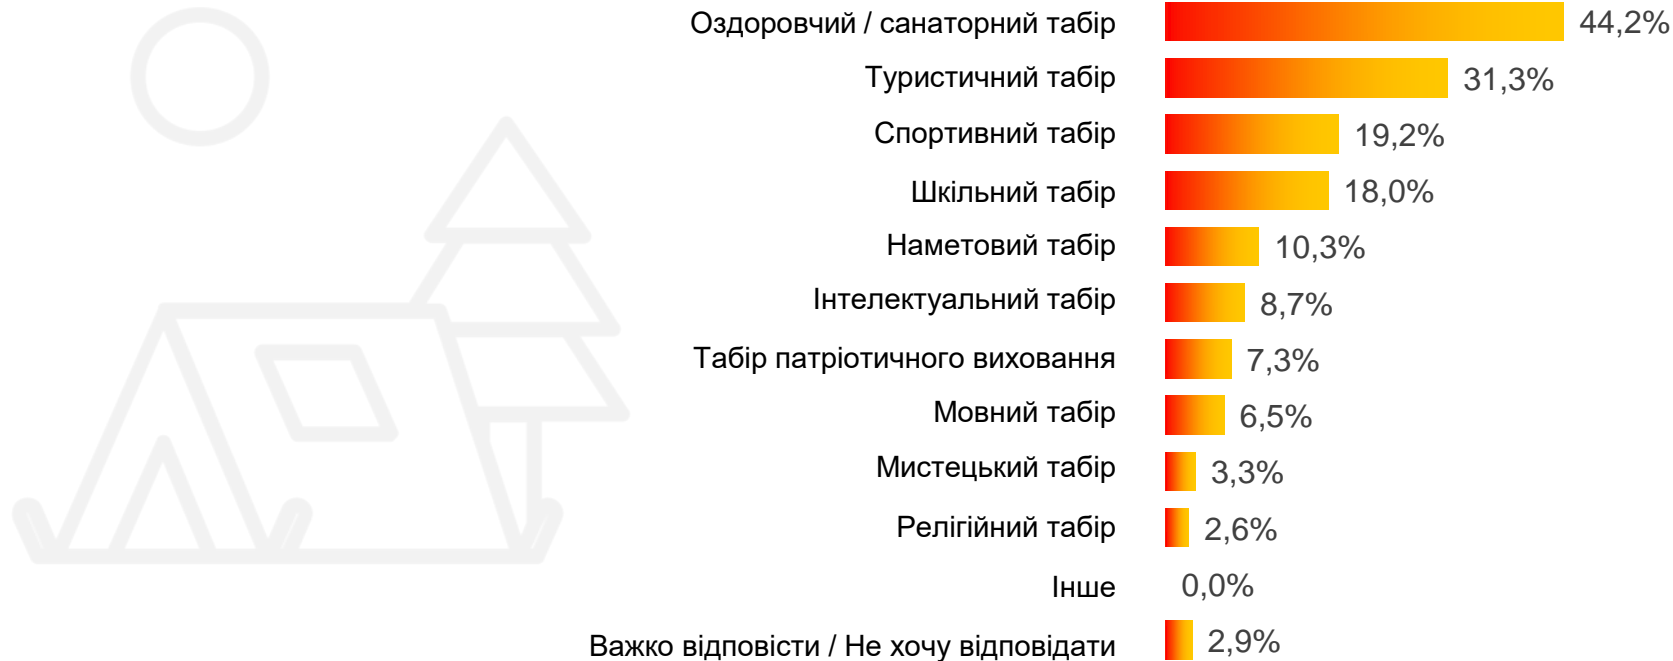 Оздоровчий / санаторний табір 44,2%
Туристичний табір 31,3%
Спортивний табір 19,2%
Шкільний табір 18,0%
Наметовий табір 10,3%
Інтелектуальний табір 8,7%
Табір патріотичного виховання 7,3%
Мовний табір 6,5%
Мистецький табір 3,3%
Релігійний табір 2,6%
Інше 0,0%
Важко відповісти / Не хочу відповідати 2,9%